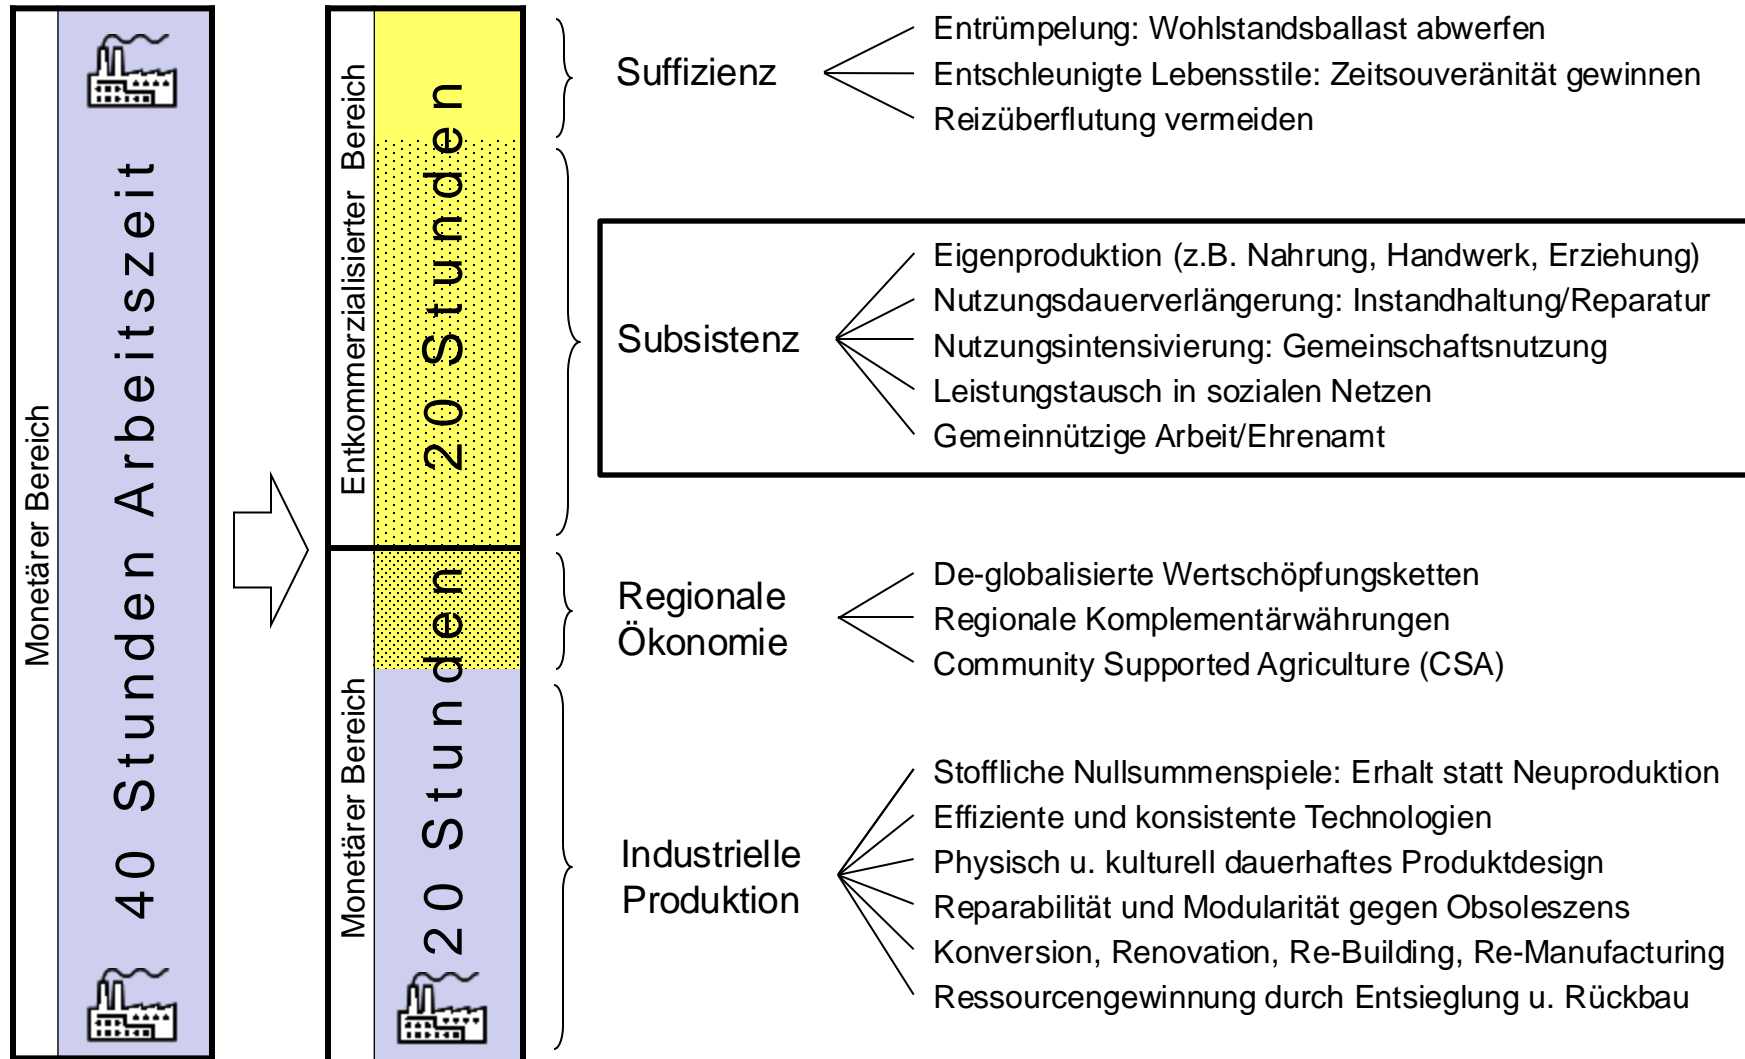 Monetärer Bereich
40 Stunden Arbeitszeit
Entkommerzialisierter Bereich
20 Stunden
Monetärer Bereich
20 Stunden
Suffizienz
Entrümpelung: Wohlstandsballast abwerfen
Entschleunigte Lebensstile: Zeitsouveränität gewinnen
Reizüberflutung vermeiden
Subsistenz
Eigenproduktion (z.B. Nahrung, Handwerk, Erziehung)
Nutzungsdauerverlängerung: Instandhaltung/Reparatur
Nutzungsintensivierung: Gemeinschaftsnutzung
Leistungstausch in sozialen Netzen
Gemeinnützige Arbeit/Ehrenamt
Regionale
Ökonomie
De-globalisierte Wertschöpfungsketten
Regionale Komplementärwährungen
Community Supported Agriculture (CSA)
Industrielle
Produktion
Stoffliche Nullsummenspiele: Erhalt statt Neuproduktion
Effiziente und konsistente Technologien
Physisch u. kulturell dauerhaftes Produktdesign
Reparabilität und Modularität gegen Obsoleszens
Konversion, Renovation, Re-Building, Re-Manufacturing
Ressourcengewinnung durch Entsieglung u. Rückbau